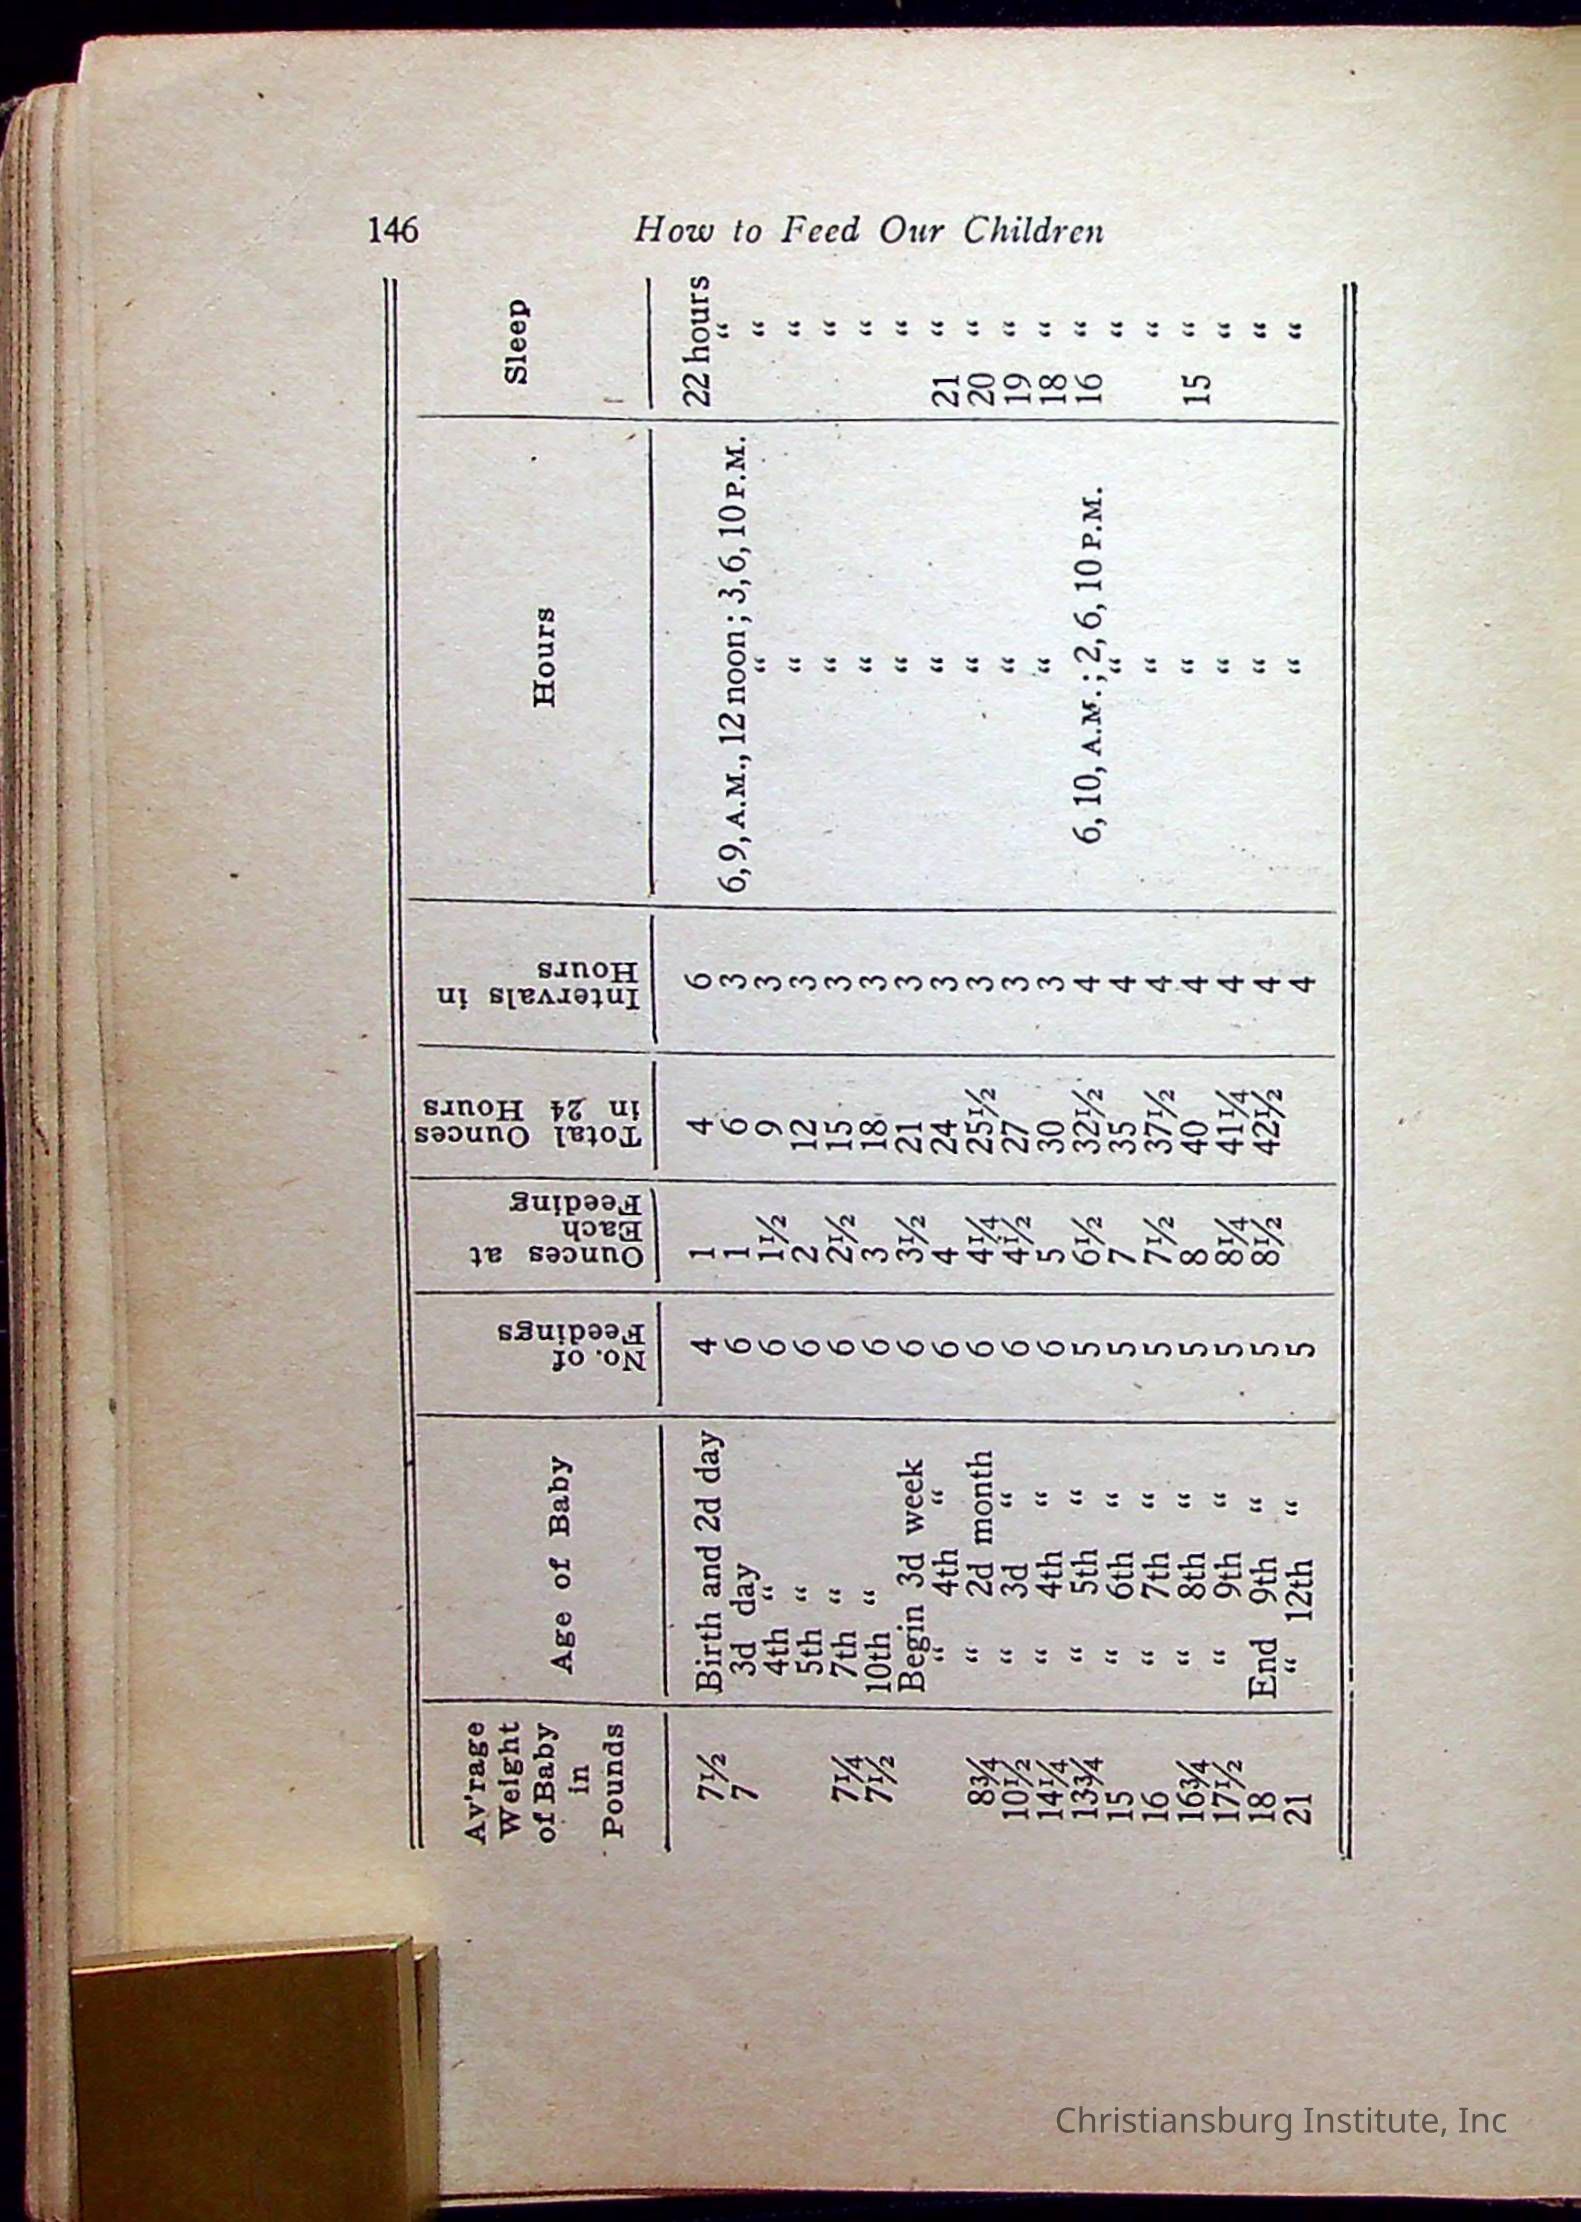 146
How to Feed Our Children
Av'rage Weight of Baby in Pounds | Age of Baby | No. of Feedings | Ounces at Each Feeding | Total Ounces in 24 Hours | Intervals in Hours | Hours | Sleep
7½ | Birth and 2d day | 4 | 1 | 4 | 6 | | 22 hours
7 | 3d day | 6 | 1 | 6 | 3 | 6, 9, A.M., 12 noon; 3, 6, 10 P.M. | "
| 4th " | 6 | 1½ | 9 | 3 | " | "
| 5th " | 6 | 2 | 12 | 3 | " | "
7¼ | 7th " | 6 | 2½ | 15 | 3 | " | "
7½ | 10th " | 6 | 3 | 18 | 3 | " | "
| Begin 3d week | 6 | 3½ | 21 | 3 | " | "
| " 4th " | 6 | 4 | 24 | 3 | " | 21 "
8¾ | " 2d month | 6 | 4¼ | 25½ | 3 | " | 20 "
10½ | " 3d " | 6 | 4½ | 27 | 3 | " | 19 "
14¼ | " 4th " | 6 | 5 | 30 | 3 | " | 18 "
13¾ | " 5th " | 5 | 6½ | 32½ | 4 | 6, 10, A.M.; 2, 6, 10 P.M. | 16 "
15 | " 6th " | 5 | 7 | 35 | 4 | " | "
16 | " 7th " | 5 | 7½ | 37½ | 4 | " | "
16¾ | " 8th " | 5 | 8 | 40 | 4 | " | 15 "
17½ | " 9th " | 5 | 8¼ | 41¼ | 4 | " | "
18 | End 9th " | 5 | 8½ | 42½ | 4 | " | "
21 | " 12th " | 5 | | | 4 | " | "
Christiansburg Institute, Inc